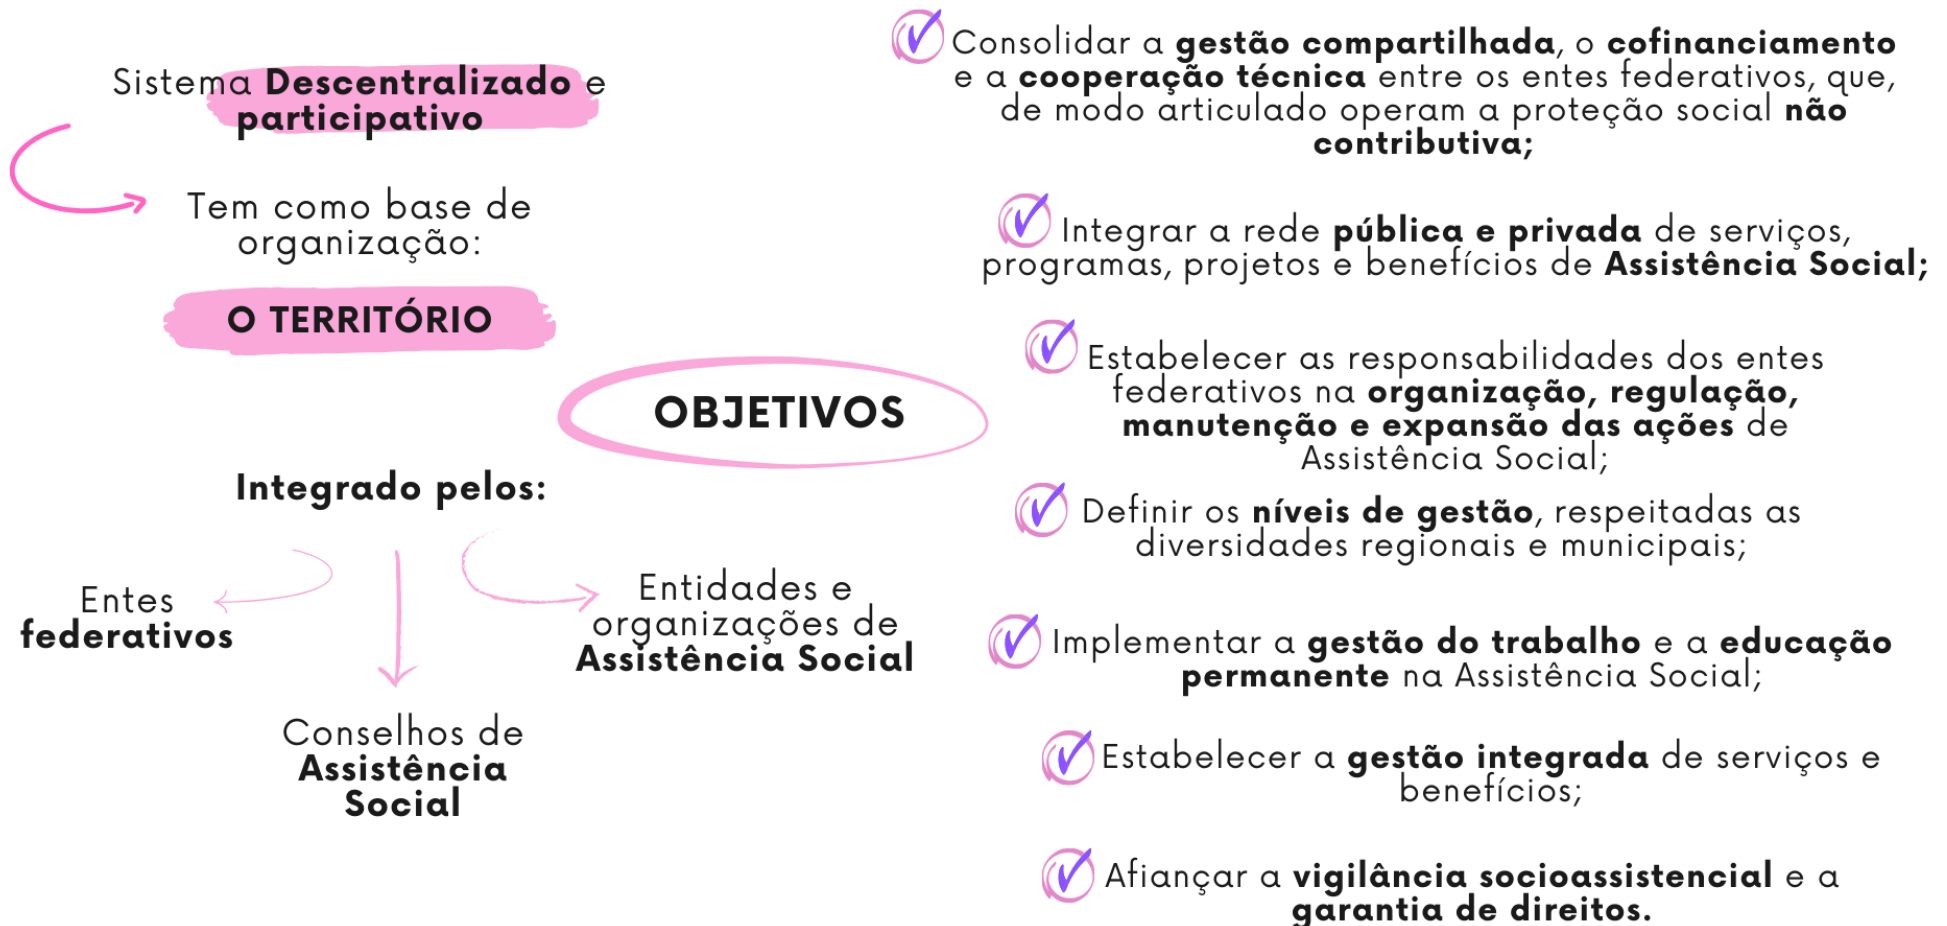 Sistema Descentralizado e
participativo
Tem como base de
organização:
O TERRITÓRIO
OBJETIVOS
Integrado pelos:
Entes
federativos
Conselhos de
Assistência
Social
Entidades e
organizações de
Assistência Social
Consolidar a gestão compartilhada, o cofinanciamento
e a cooperação técnica entre os entes federativos, que,
de modo articulado operam a proteção social não
contributiva;
Integrar a rede pública e privada de serviços,
programas, projetos e benefícios de Assistência Social;
Estabelecer as responsabilidades dos entes
federativos na organização, regulação,
manutenção e expansão das ações de
Assistência Social;
Definir os níveis de gestão, respeitadas as
diversidades regionais e municipais;
Implementar a gestão do trabalho e a educação
permanente na Assistência Social;
Estabelecer a gestão integrada de serviços e
benefícios;
Afiançar a vigilância socioassistencial e a
garantia de direitos.